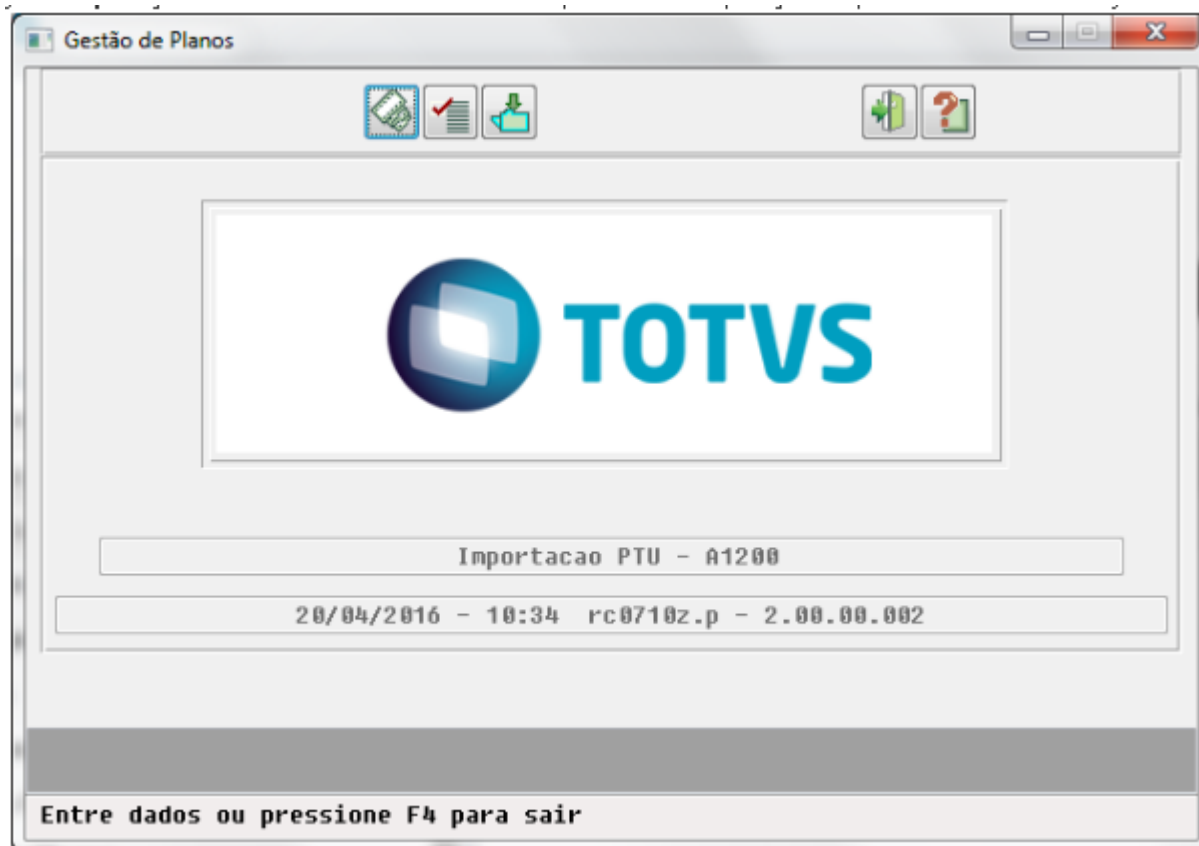 Gestão de Planos
TOTVS
Importacao PTU - A1200
20/04/2016 - 10:34 rc0710z.p - 2.00.00.002
Entre dados ou pressione F4 para sair